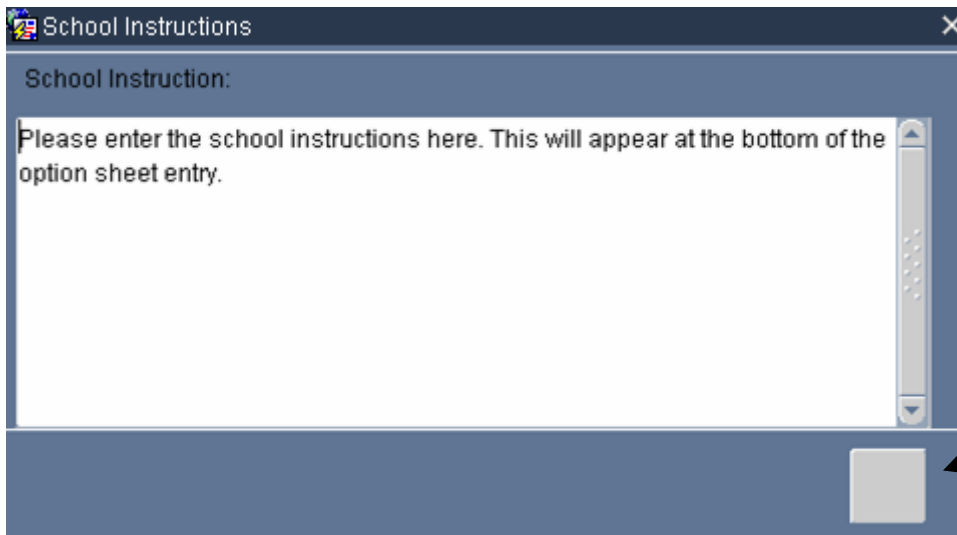 School Instructions
School Instruction:
Please enter the school instructions here. This will appear at the bottom of the
option sheet entry.